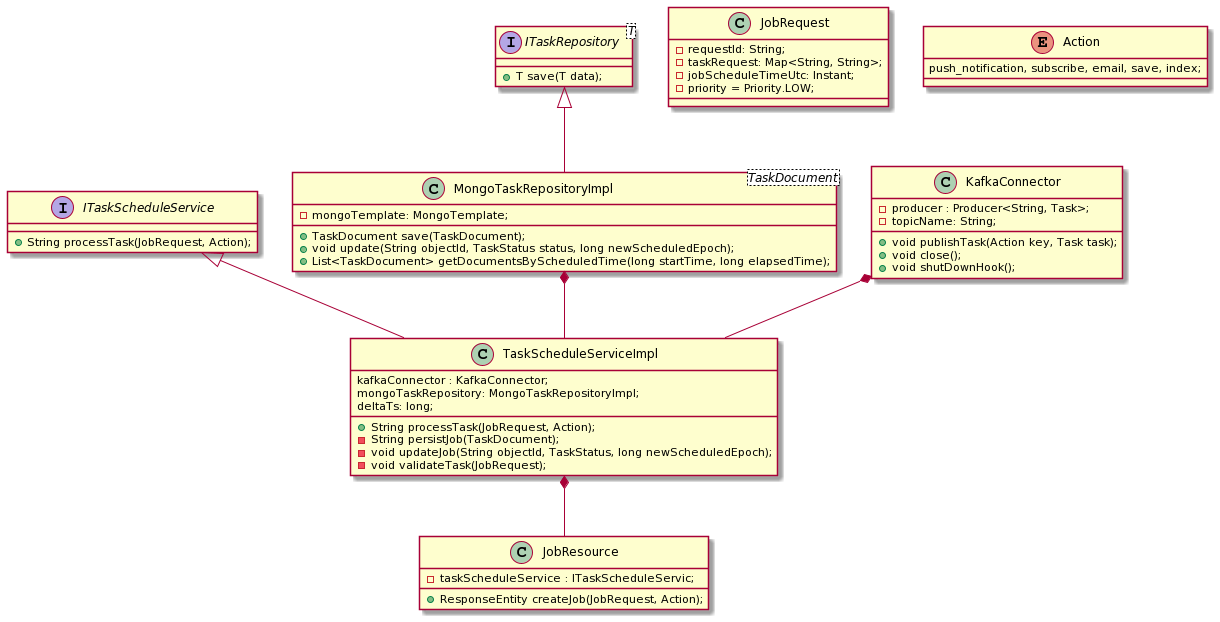 I ITaskRepository T
T save(T data);
C JobRequest
requestId: String;
taskRequest: Map<String, String>;
jobScheduleTimeUtc: Instant;
priority = Priority.LOW;
E Action
push_notification, subscribe, email, save, index;
I ITaskScheduleService
String processTask(JobRequest, Action);
C MongoTaskRepositoryImpl TaskDocument
mongoTemplate: MongoTemplate;
TaskDocument save(TaskDocument);
void update(String objectId, TaskStatus status, long newScheduledEpoch);
List<TaskDocument> getDocumentsByScheduledTime(long startTime, long elapsedTime);
C KafkaConnector
producer : Producer<String, Task>;
topicName: String;
void publishTask(Action key, Task task);
void close();
void shutDownHook();
C TaskScheduleServiceImpl
kafkaConnector : KafkaConnector;
mongoTaskRepository: MongoTaskRepositoryImpl;
deltaTs: long;
String processTask(JobRequest, Action);
String persistJob(TaskDocument);
void updateJob(String objectId, TaskStatus, long newScheduledEpoch);
void validateTask(JobRequest);
C JobResource
taskScheduleService : ITaskScheduleServic;
ResponseEntity createJob(JobRequest, Action);